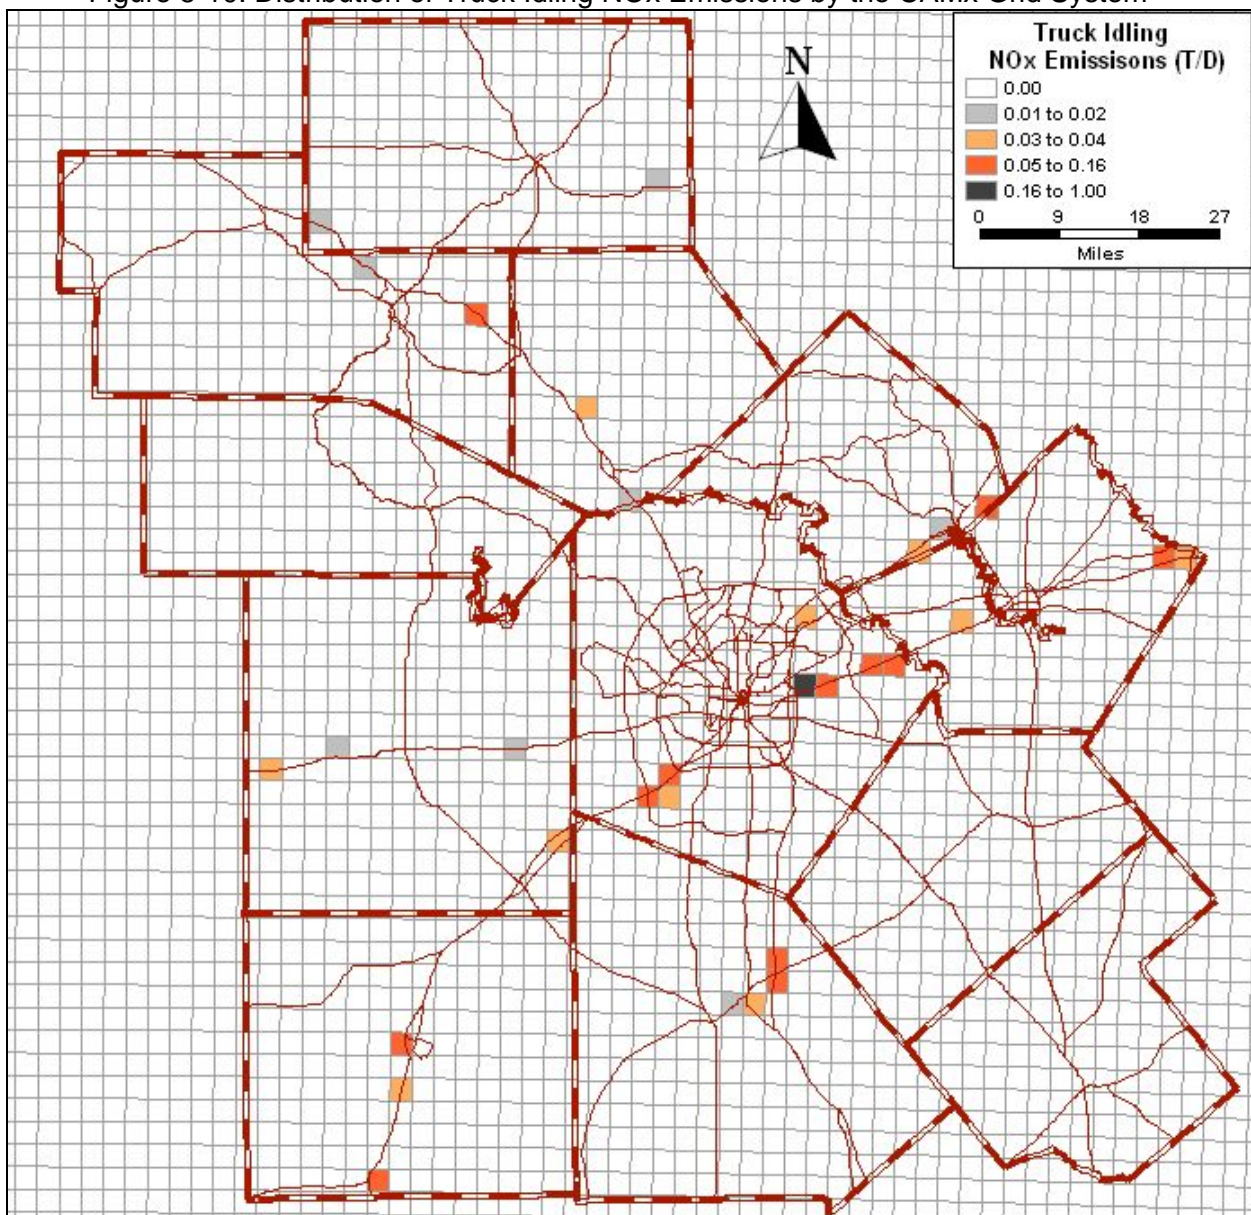 Figure 3-10: Distribution of Truck Idling NOx Emissions by the CAMx Grid System
N
Truck Idling
NOx Emissisons (T/D)
0.00
0.01 to 0.02
0.03 to 0.04
0.05 to 0.16
0.16 to 1.00
0 9 18 27
Miles